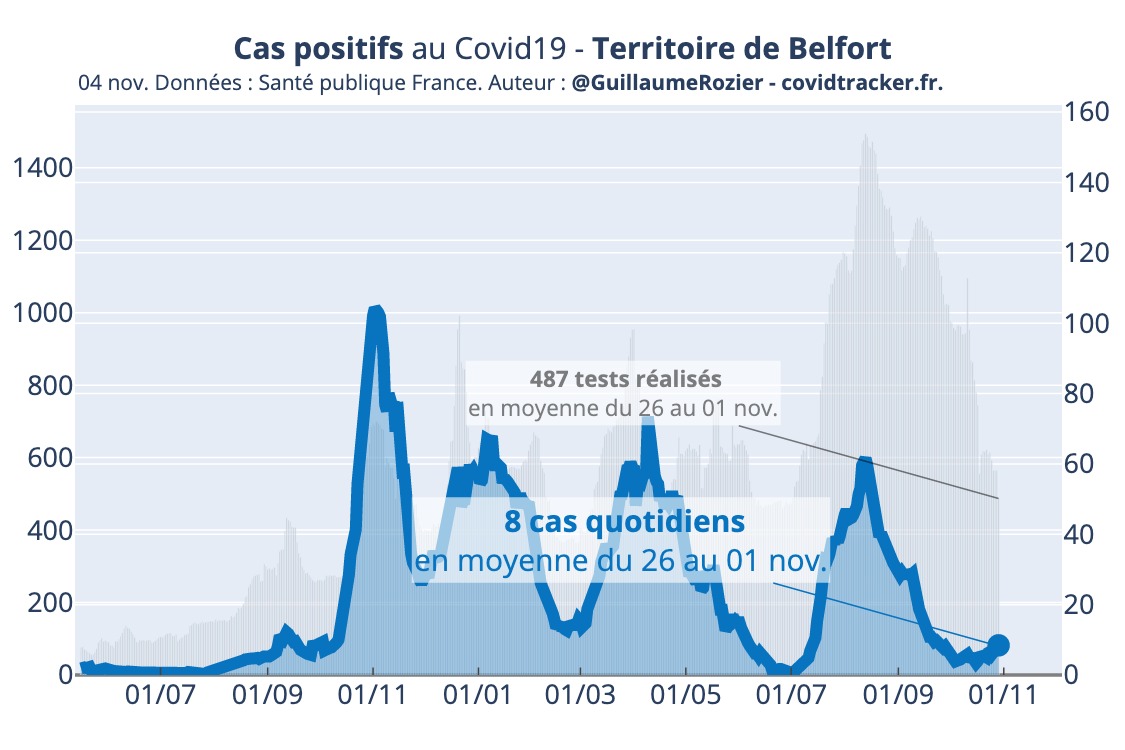 Cas positifs au Covid19 - Territoire de Belfort
04 nov. Données : Santé publique France. Auteur : @GuillaumeRozier - covidtracker.fr.
160
1400
140
1200
120
1000
100
800
80
487 tests réalisés
en moyenne du 26 au 01 nov.
600
60
8 cas quotidiens
400
40
en moyenne du 26 au 01 nov.
200
20
0
0
01/07 01/09 01/11 01/01 01/03 01/05 01/07 01/09 01/11